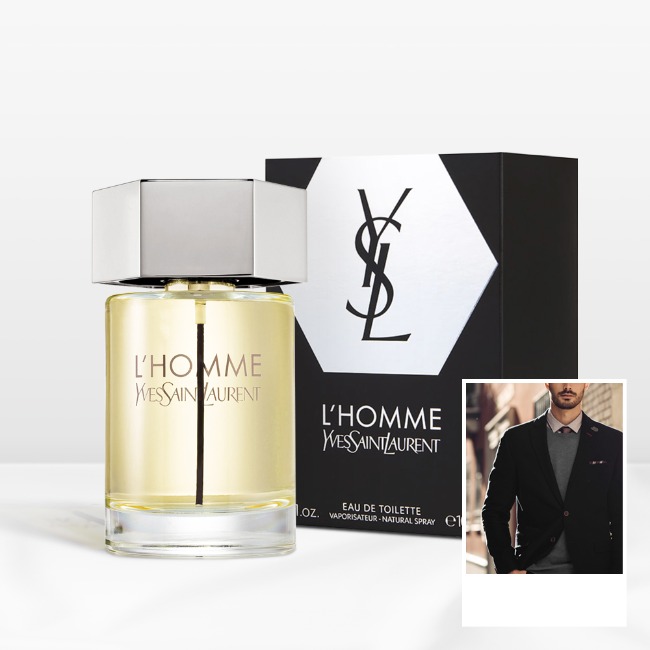 L'HOMME
YVESSAINTLAURENT
YSL
L'HOMME
YVESSAINTLAURENT
EAU DE TOILETTE
VAPORISATEUR - NATURAL SPRAY